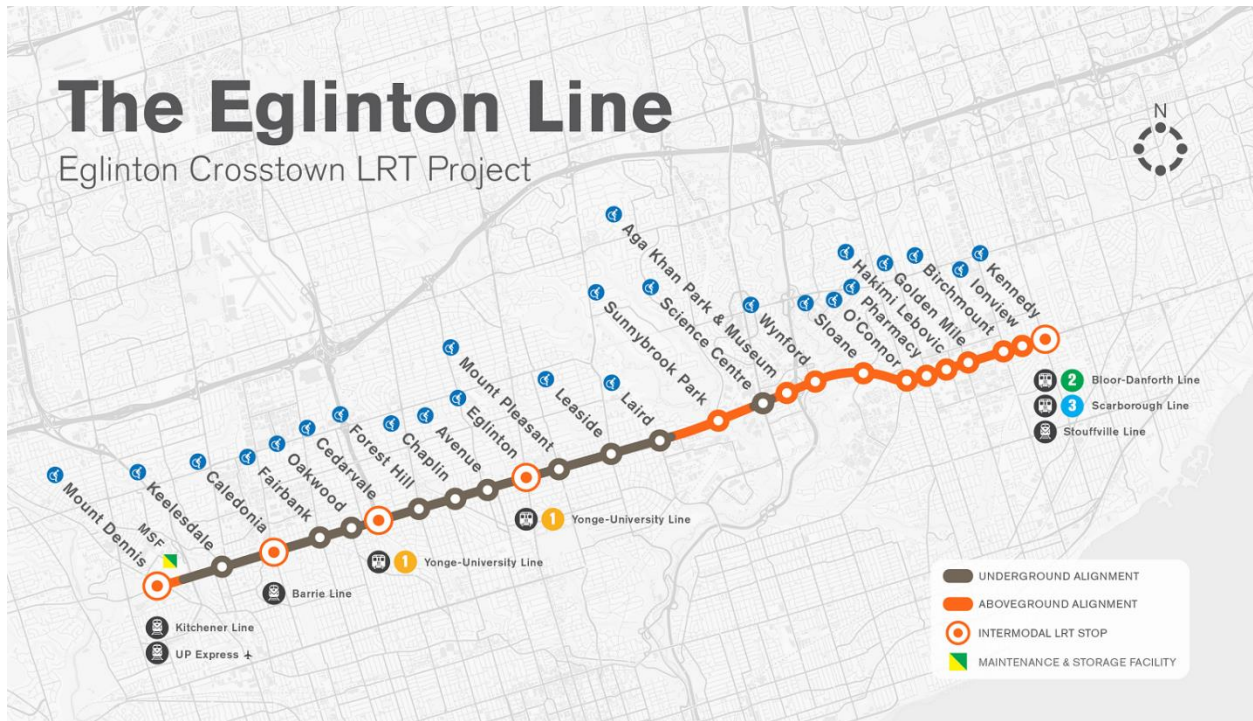 The Eglinton Line
Eglinton Crosstown LRT Project
N
Mount Dennis
MSF
Keelesdale
Caledonia
Fairbank
Oakwood
Cedarvale
Forest Hill
Chaplin
Avenue
Eglinton
Mount Pleasant
Leaside
Laird
Sunnybrook Park
Science Centre
Aga Khan Park & Museum
Wynford
Sloane
O'Connor
Pharmacy
Hakimi Lebovic
Golden Mile
Birchmount
Ionview
Kennedy
2 Bloor-Danforth Line
3 Scarborough Line
Stouffville Line
1 Yonge-University Line
1 Yonge-University Line
Barrie Line
Kitchener Line
UP Express
UNDERGROUND ALIGNMENT
ABOVEGROUND ALIGNMENT
INTERMODAL LRT STOP
MAINTENANCE & STORAGE FACILITY